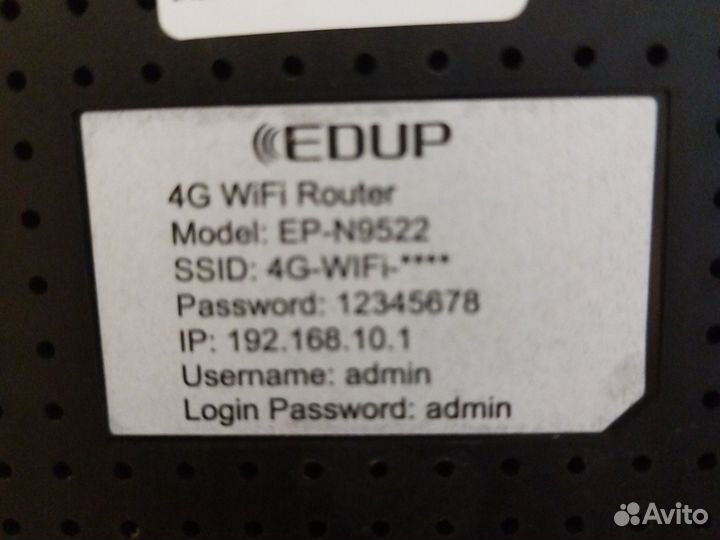 EDUP
4G WiFi Router
Model: EP-N9522
SSID: 4G-WIFI-****
Password: 12345678
IP: 192.168.10.1
Username: admin
Login Password: admin
Avito